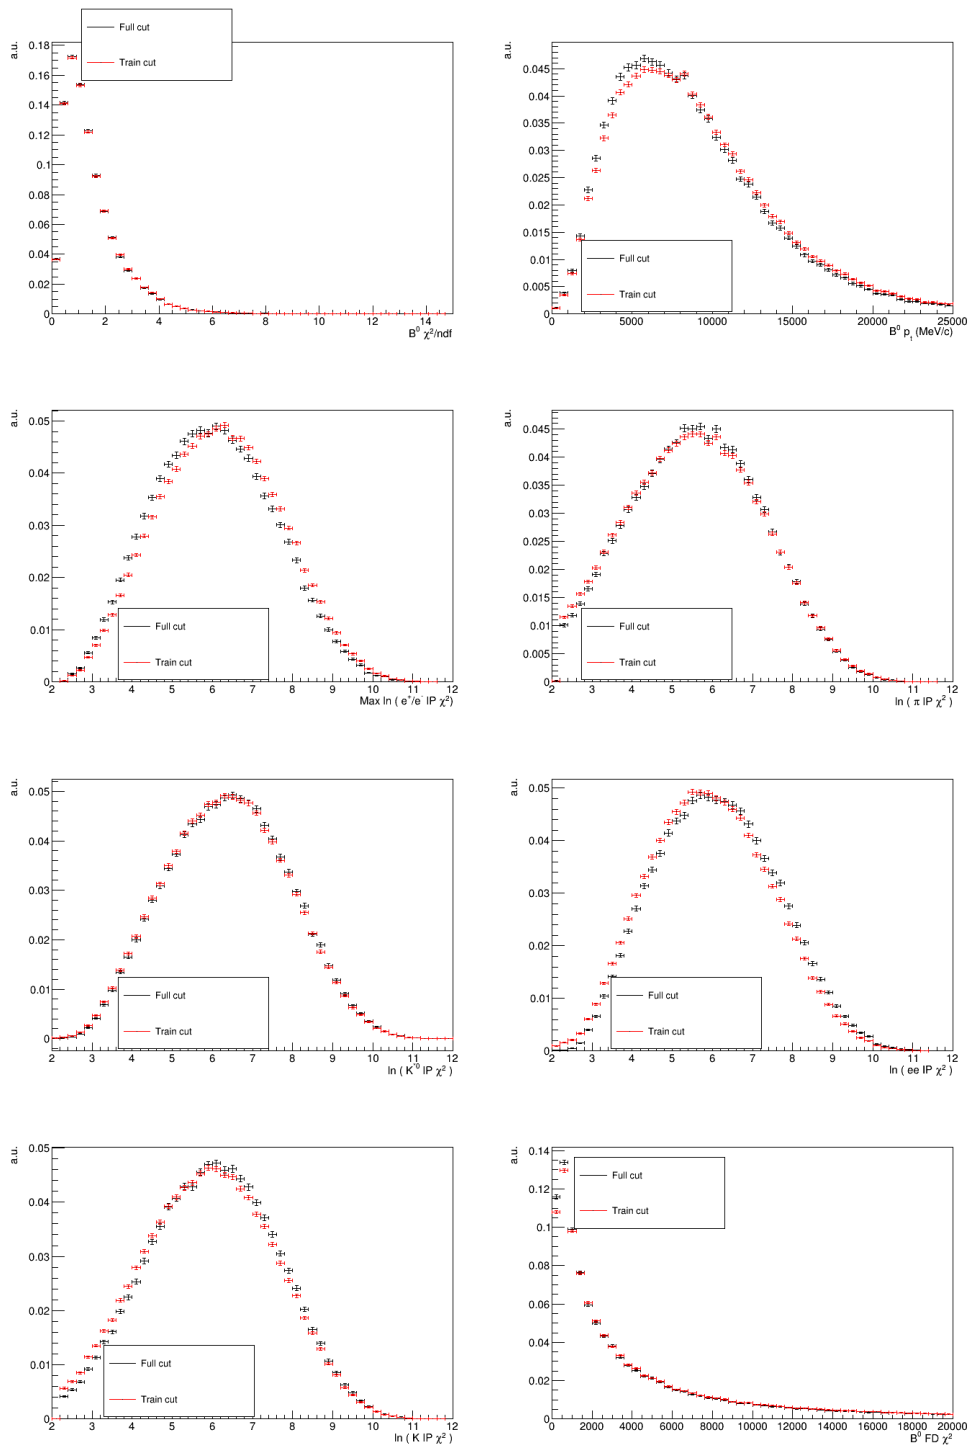 a.u.
Full cut
Train cut
0.18
0.16
0.14
0.12
0.1
0.08
0.06
0.04
0.02
0
0 2 4 6 8 10 12 14
B⁰ χ²/ndf
a.u.
0.045
0.04
0.035
0.03
0.025
0.02
0.015
0.01
0.005
0
Full cut
Train cut
0 5000 10000 15000 20000 25000
B⁰ pₜ (MeV/c)
a.u.
0.05
0.04
0.03
0.02
0.01
0
Full cut
Train cut
2 3 4 5 6 7 8 9 10 11 12
Max ln ( e⁺/e⁻ IP χ²)
a.u.
0.045
0.04
0.035
0.03
0.025
0.02
0.015
0.01
0.005
0
Full cut
Train cut
2 3 4 5 6 7 8 9 10 11 12
ln ( π IP χ² )
a.u.
0.05
0.04
0.03
0.02
0.01
0
Full cut
Train cut
2 3 4 5 6 7 8 9 10 11 12
ln ( K*⁰ IP χ² )
a.u.
0.05
0.04
0.03
0.02
0.01
0
Full cut
Train cut
2 3 4 5 6 7 8 9 10 11 12
ln ( ee IP χ² )
a.u.
0.05
0.04
0.03
0.02
0.01
0
Full cut
Train cut
2 3 4 5 6 7 8 9 10 11 12
ln ( K IP χ² )
a.u.
0.14
0.12
0.1
0.08
0.06
0.04
0.02
0
Full cut
Train cut
0 2000 4000 6000 8000 10000 12000 14000 16000 18000 20000
B⁰ FD χ²